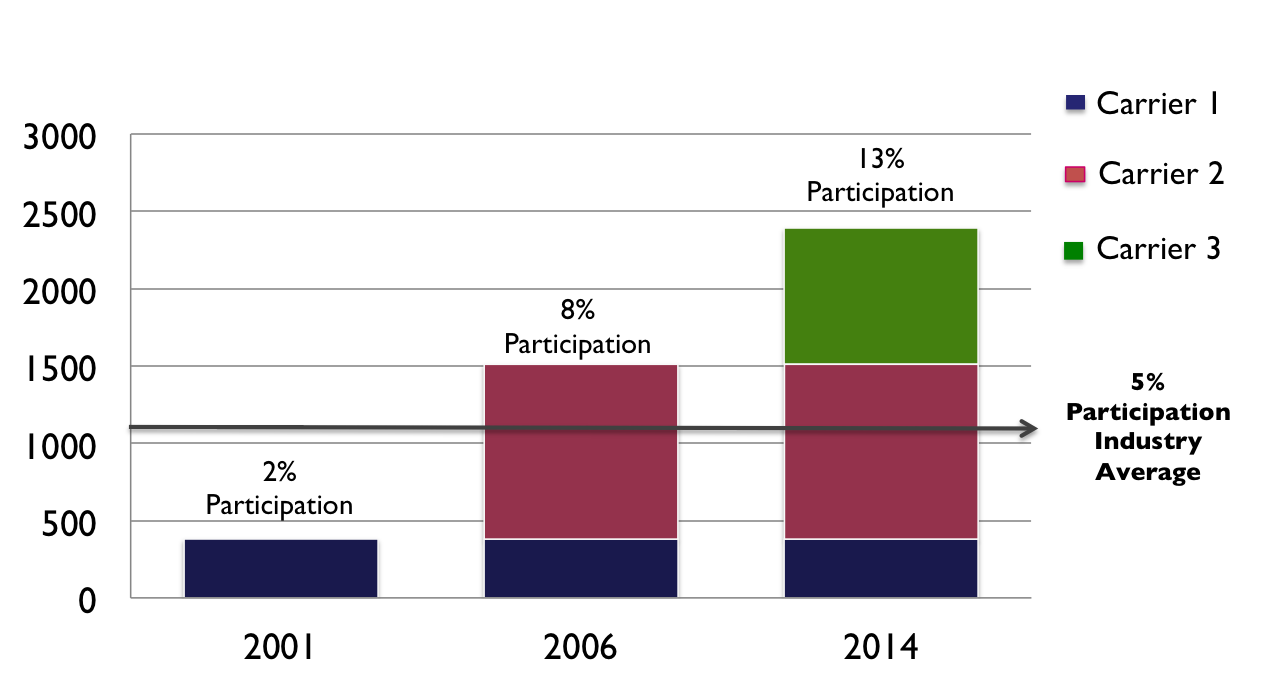 Carrier 1
3000
13%
Participation
Carrier 2
2500
Carrier 3
2000
8%
Participation
1500
5%
Participation
Industry
Average
1000
2%
Participation
500
0
2001
2006
2014